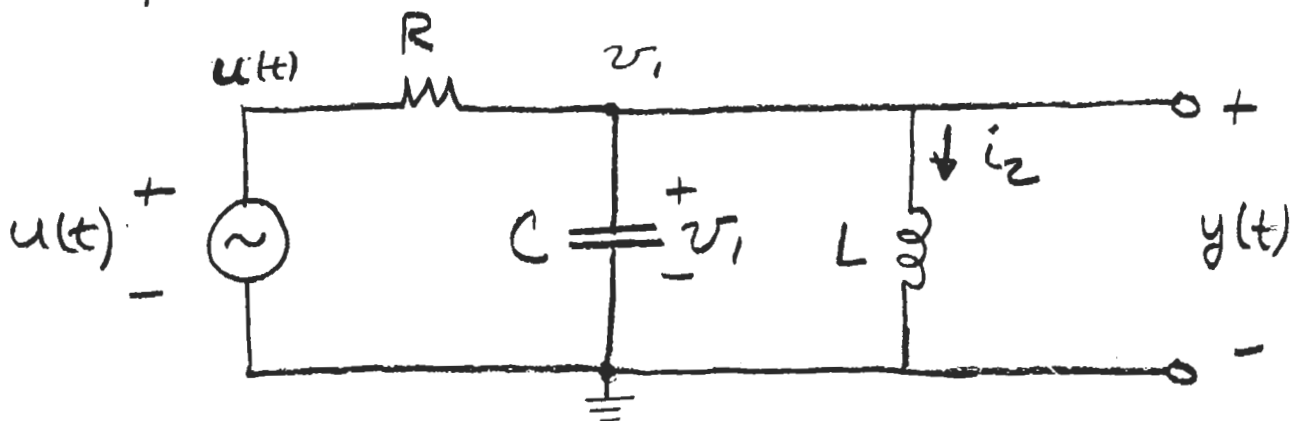 R
u(t)
v₁
+
i₂
+
u(t)
-
C
+
v₁
-
L
+
y(t)
-